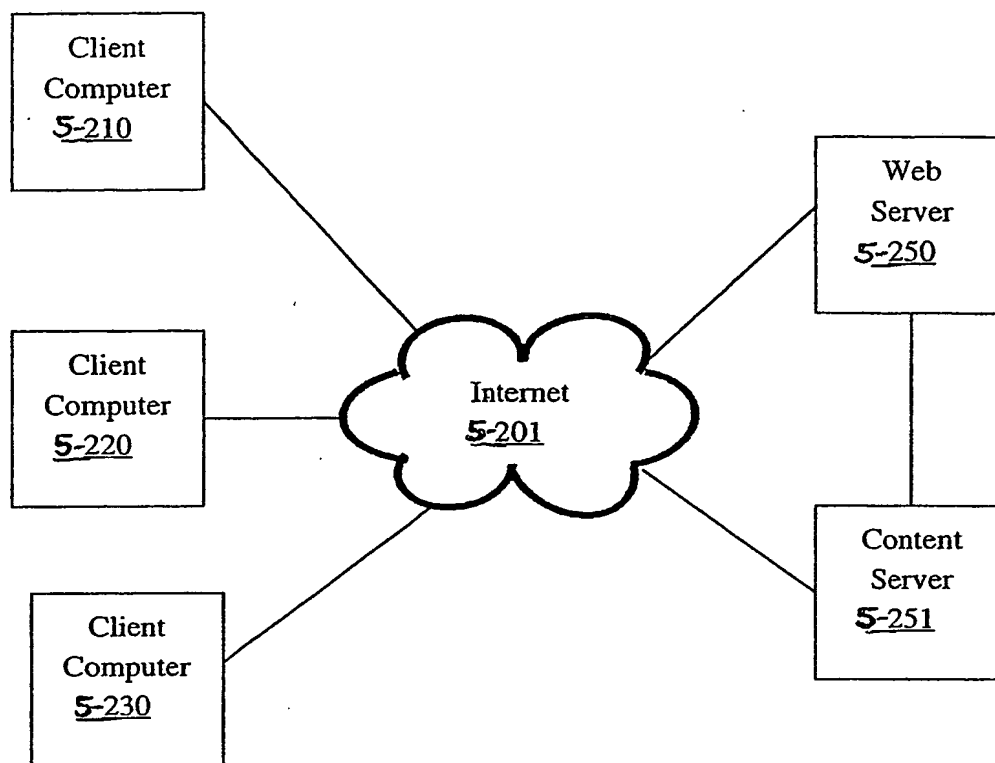 Client
Computer
5-210
Web
Server
5-250
Client
Computer
5-220
Internet
5-201
Content
Server
5-251
Client
Computer
5-230